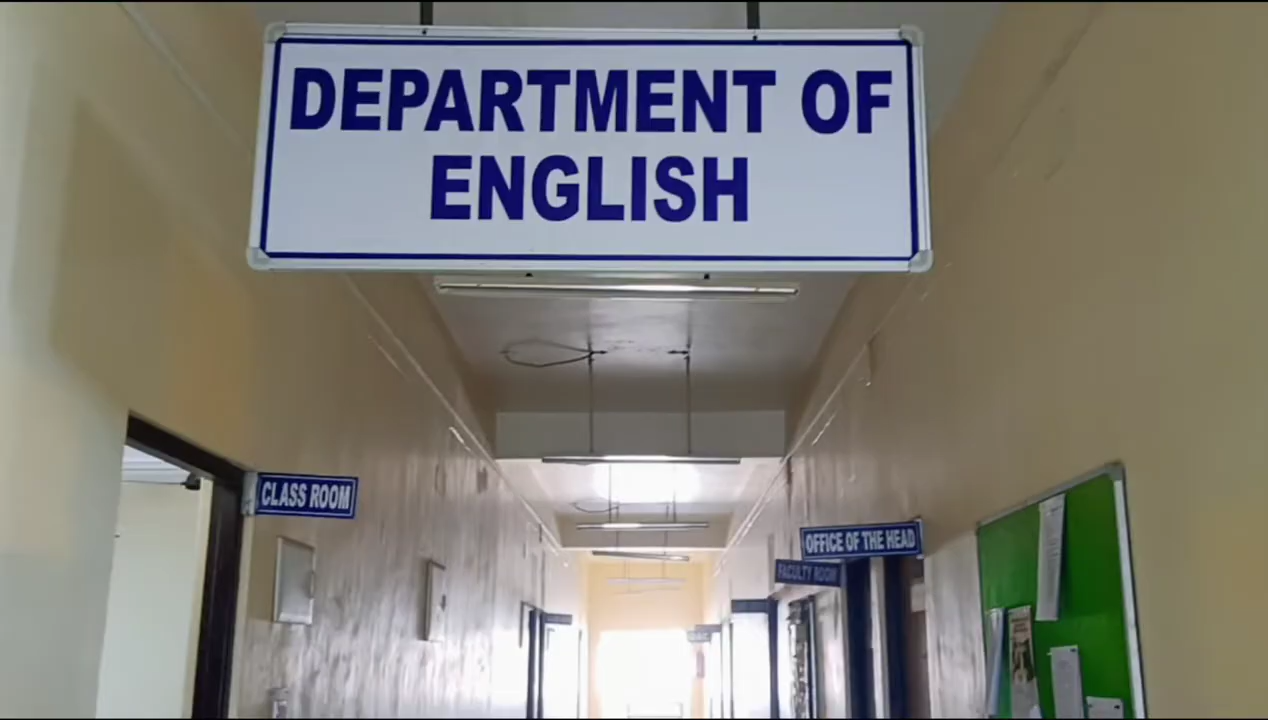 DEPARTMENT OF
ENGLISH
CLASS ROOM
OFFICE OF THE HEAD
FACULTY ROOM